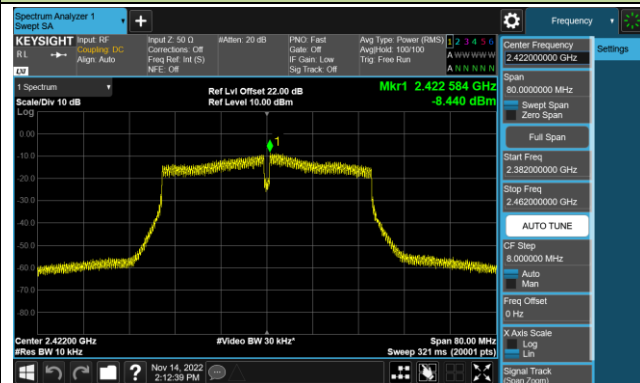 Spectrum Analyzer 1
Swept SA
+
Frequency
KEYSIGHT
RL
LXI
Input: RF
Coupling: DC
Align: Auto
Input Z: 50 Ω
Corrections: Off
Freq Ref: Int (S)
NFE: Off
#Atten: 20 dB
PNO: Fast
Gate: Off
IF Gain: Low
Sig Track: Off
Avg Type: Power (RMS)
Avg|Hold: 100/100
Trig: Free Run
1 2 3 4 5 6
A W W W W W
A N N N N N
1 Spectrum
Scale/Div 10 dB
Log
Ref Lvl Offset 22.00 dB
Ref Level 10.00 dBm
Mkr1 2.422 584 GHz
-8.440 dBm
1
0.00
-10.0
-20.0
-30.0
-40.0
-50.0
-60.0
-70.0
-80.0
Center 2.42200 GHz
#Res BW 10 kHz
#Video BW 30 kHz*
Span 80.00 MHz
Sweep 321 ms (20001 pts)
Nov 14, 2022
2:12:39 PM
?
Center Frequency
2.422000000 GHz
Span
80.0000000 MHz
Swept Span
Zero Span
Full Span
Start Freq
2.382000000 GHz
Stop Freq
2.462000000 GHz
AUTO TUNE
CF Step
8.000000 MHz
Auto
Man
Freq Offset
0 Hz
X Axis Scale
Log
Lin
Signal Track
(Span Zoom)
Settings